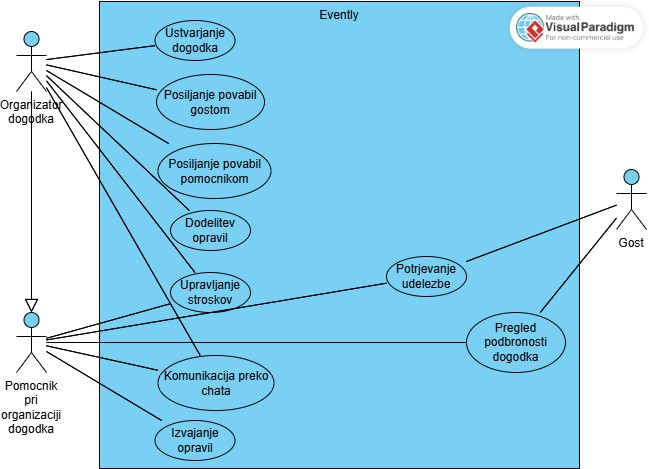 Evently
Made with
Visual Paradigm
For non-commercial use
Ustvarjanje
dogodka
Posiljanje povabil
gostom
Organizator
dogodka
Posiljanje povabil
pomocnikom
Dodelitev
opravil
Gost
Potrjevanje
udelezbe
Upravljanje
stroskov
Pregled
podbronosti
dogodka
Pomocnik
pri
organizaciji
dogodka
Komunikacija preko
chata
Izvajanje
opravil